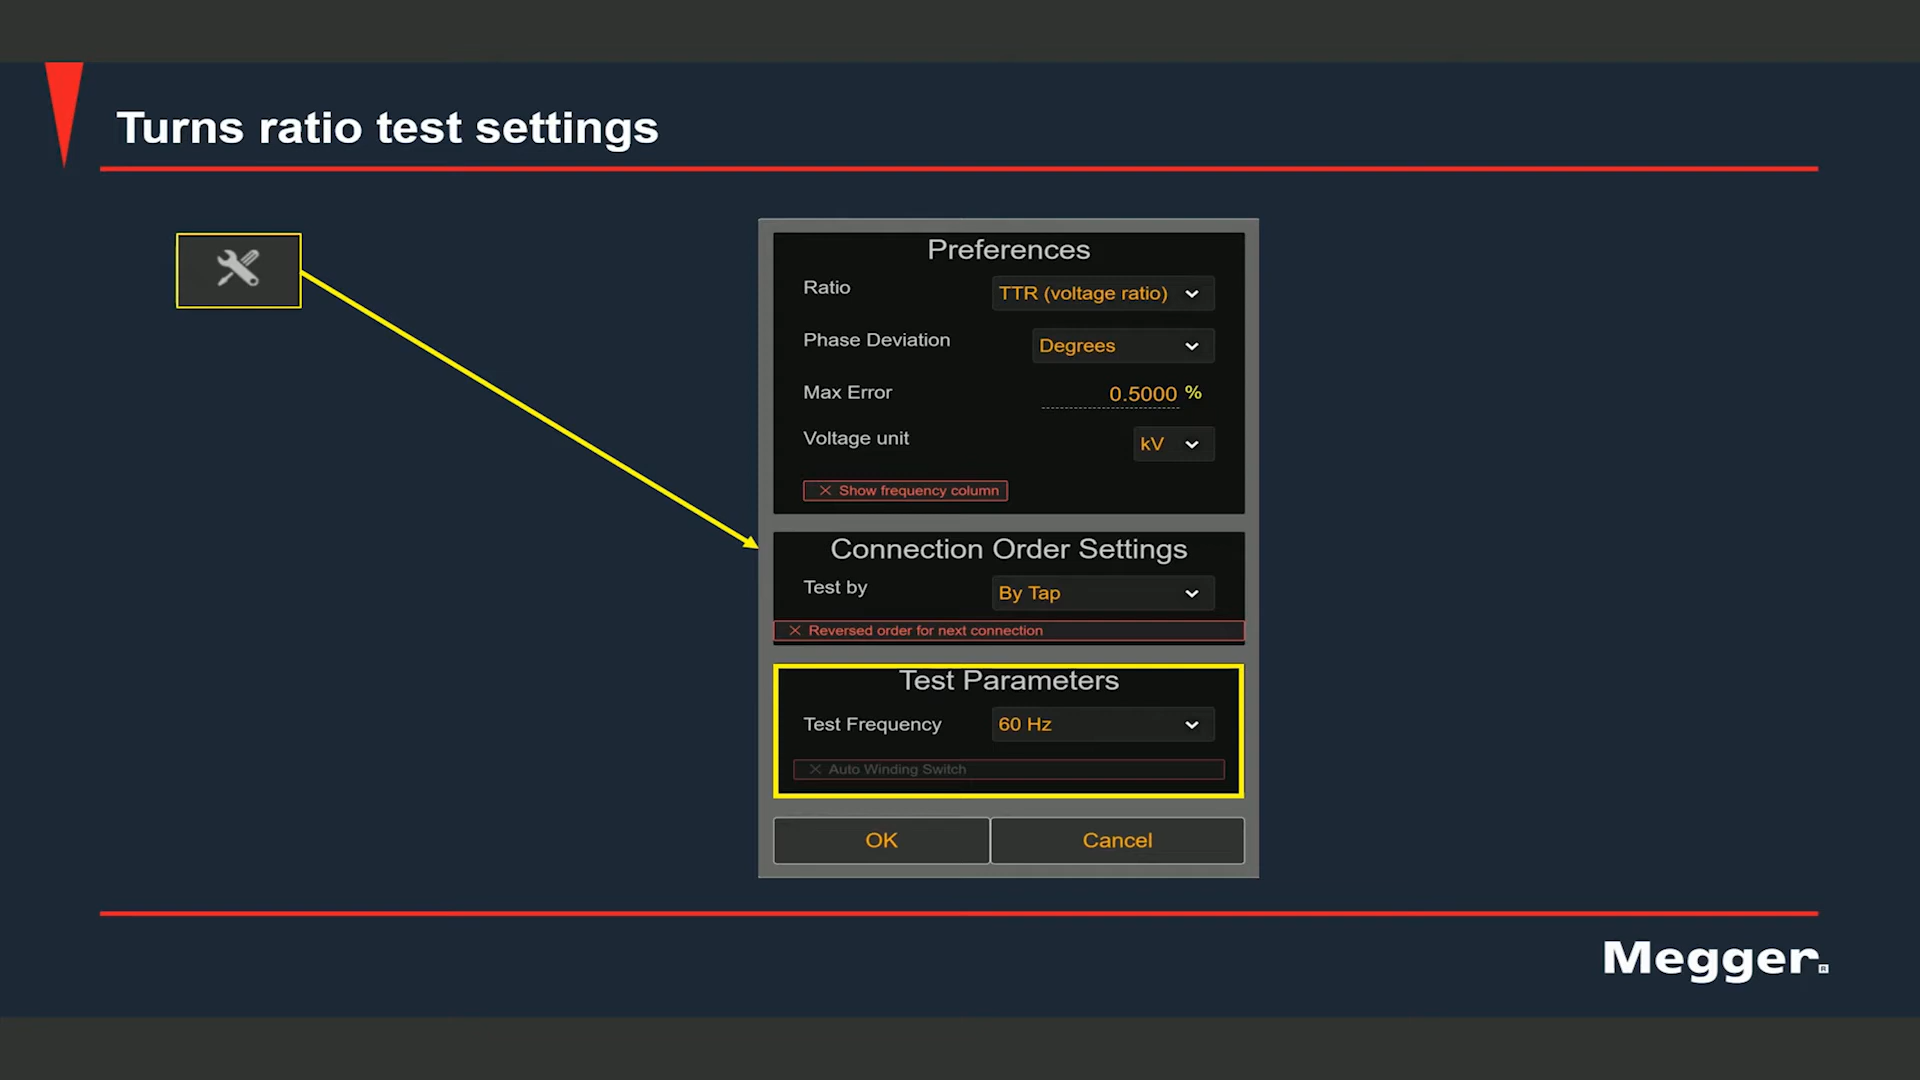 Turns ratio test settings
Preferences
Ratio TTR (voltage ratio)
Phase Deviation Degrees
Max Error 0.5000 %
Voltage unit kV
Show frequency column
Connection Order Settings
Test by By Tap
Reversed order for next connection
Test Parameters
Test Frequency 60 Hz
Auto Winding Switch
OK Cancel
Megger.